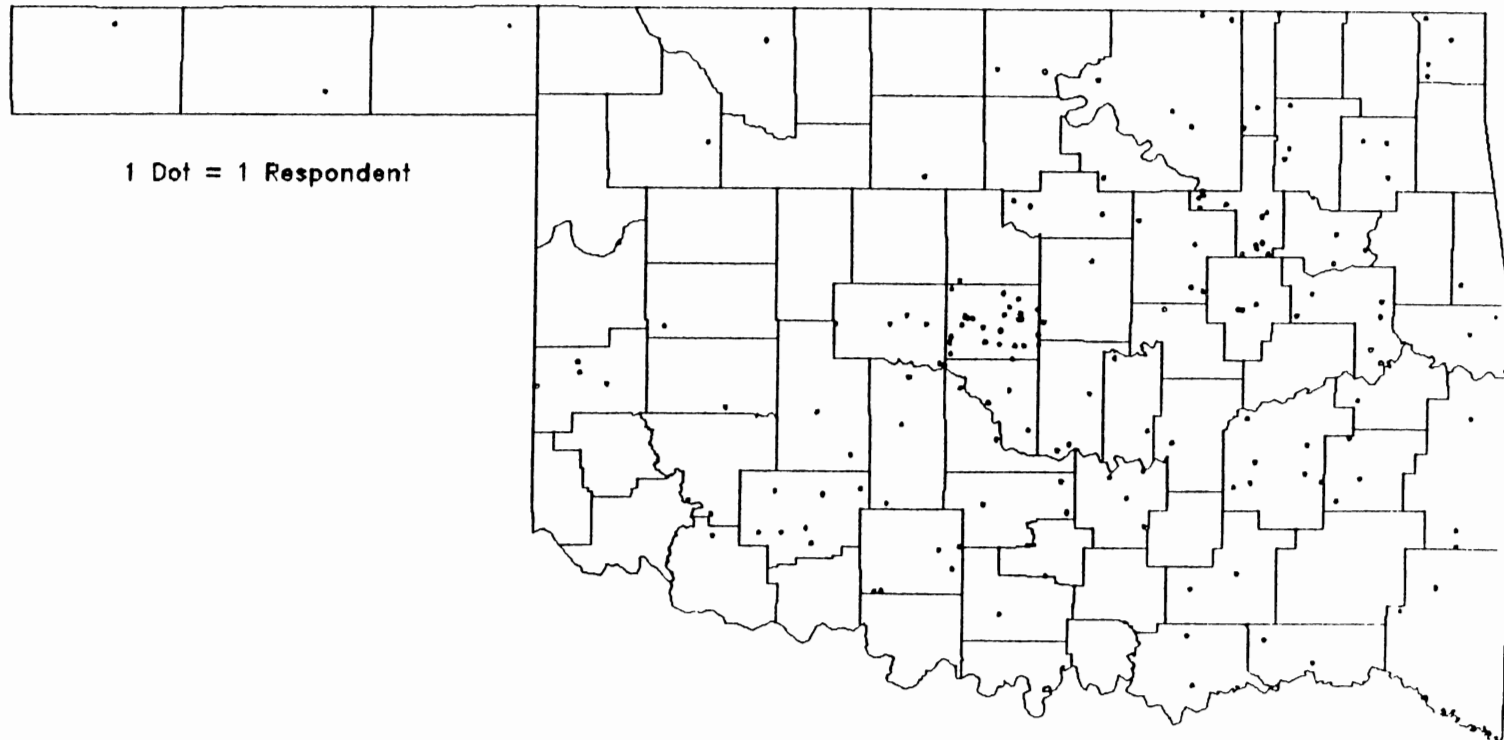 1 Dot = 1 Respondent